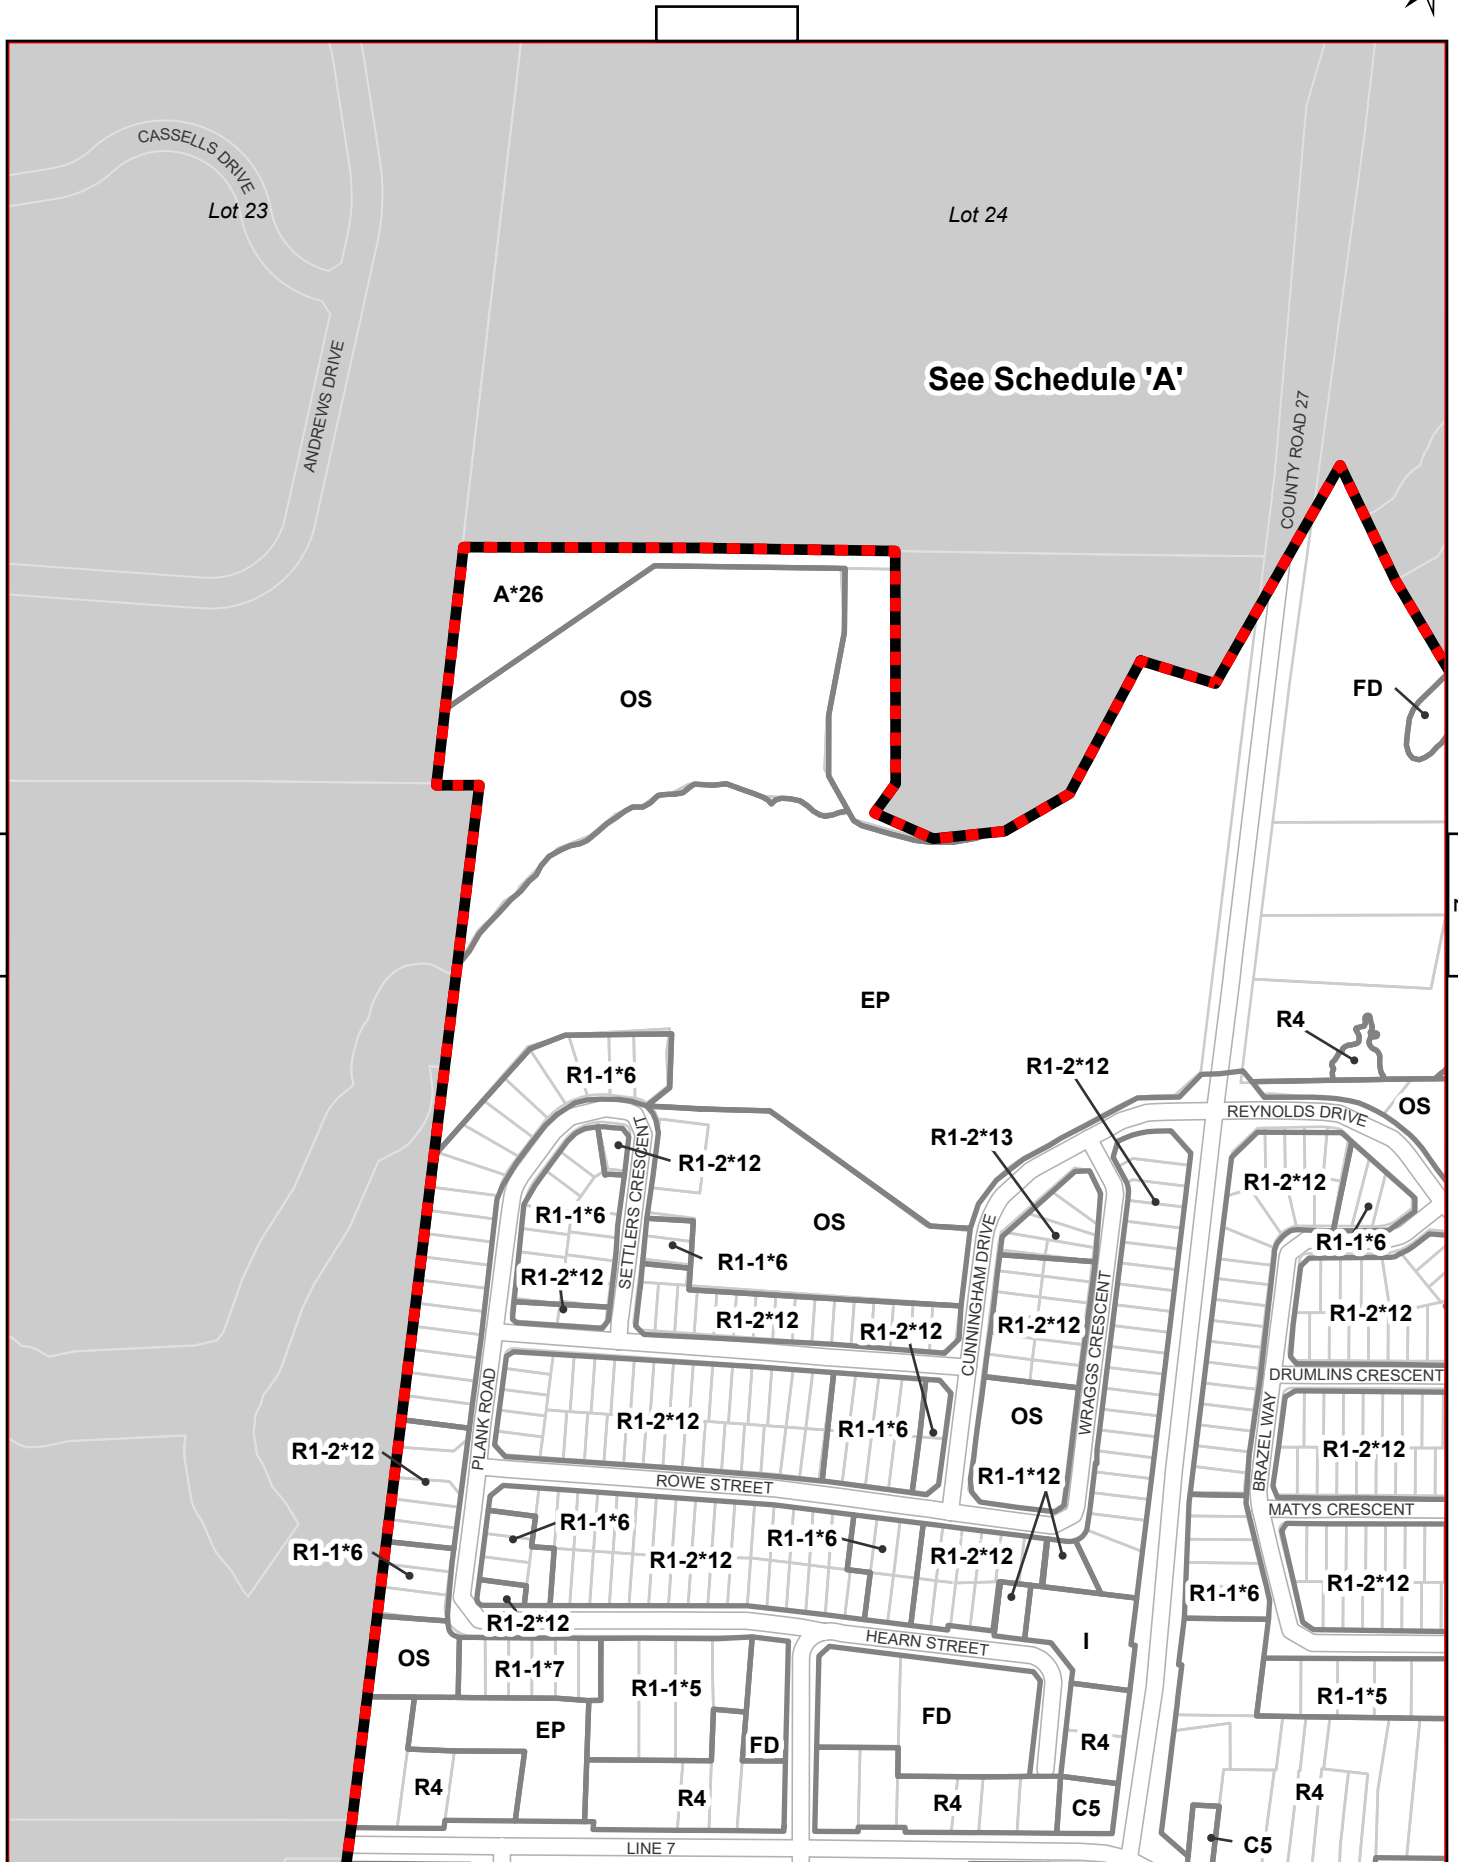 CASSELLS DRIVE
Lot 23
Lot 24
See Schedule 'A'
ANDREWS DRIVE
COUNTY ROAD 27
A*26
OS
FD
EP
R4
R1-1*6
R1-2*12
OS
REYNOLDS DRIVE
R1-2*13
R1-2*12
SETTLERS CRESCENT
R1-2*12
R1-1*6
OS
R1-1*6
R1-1*6
CUNNINGHAM DRIVE
R1-2*12
R1-2*12
R1-2*12
R1-2*12
R1-2*12
WRAGGS CRESCENT
DRUMLINS CRESCENT
PLANK ROAD
R1-2*12
R1-1*6
OS
BRAZEL WAY
R1-2*12
R1-2*12
R1-1*12
ROWE STREET
MATYS CRESCENT
R1-1*6
R1-1*6
R1-1*6
R1-2*12
R1-2*12
R1-2*12
R1-1*6
R1-2*12
HEARN STREET
I
OS
R1-1*7
R1-1*5
R1-1*5
EP
FD
FD
R4
R4
R4
R4
R4
C5
C5
LINE 7